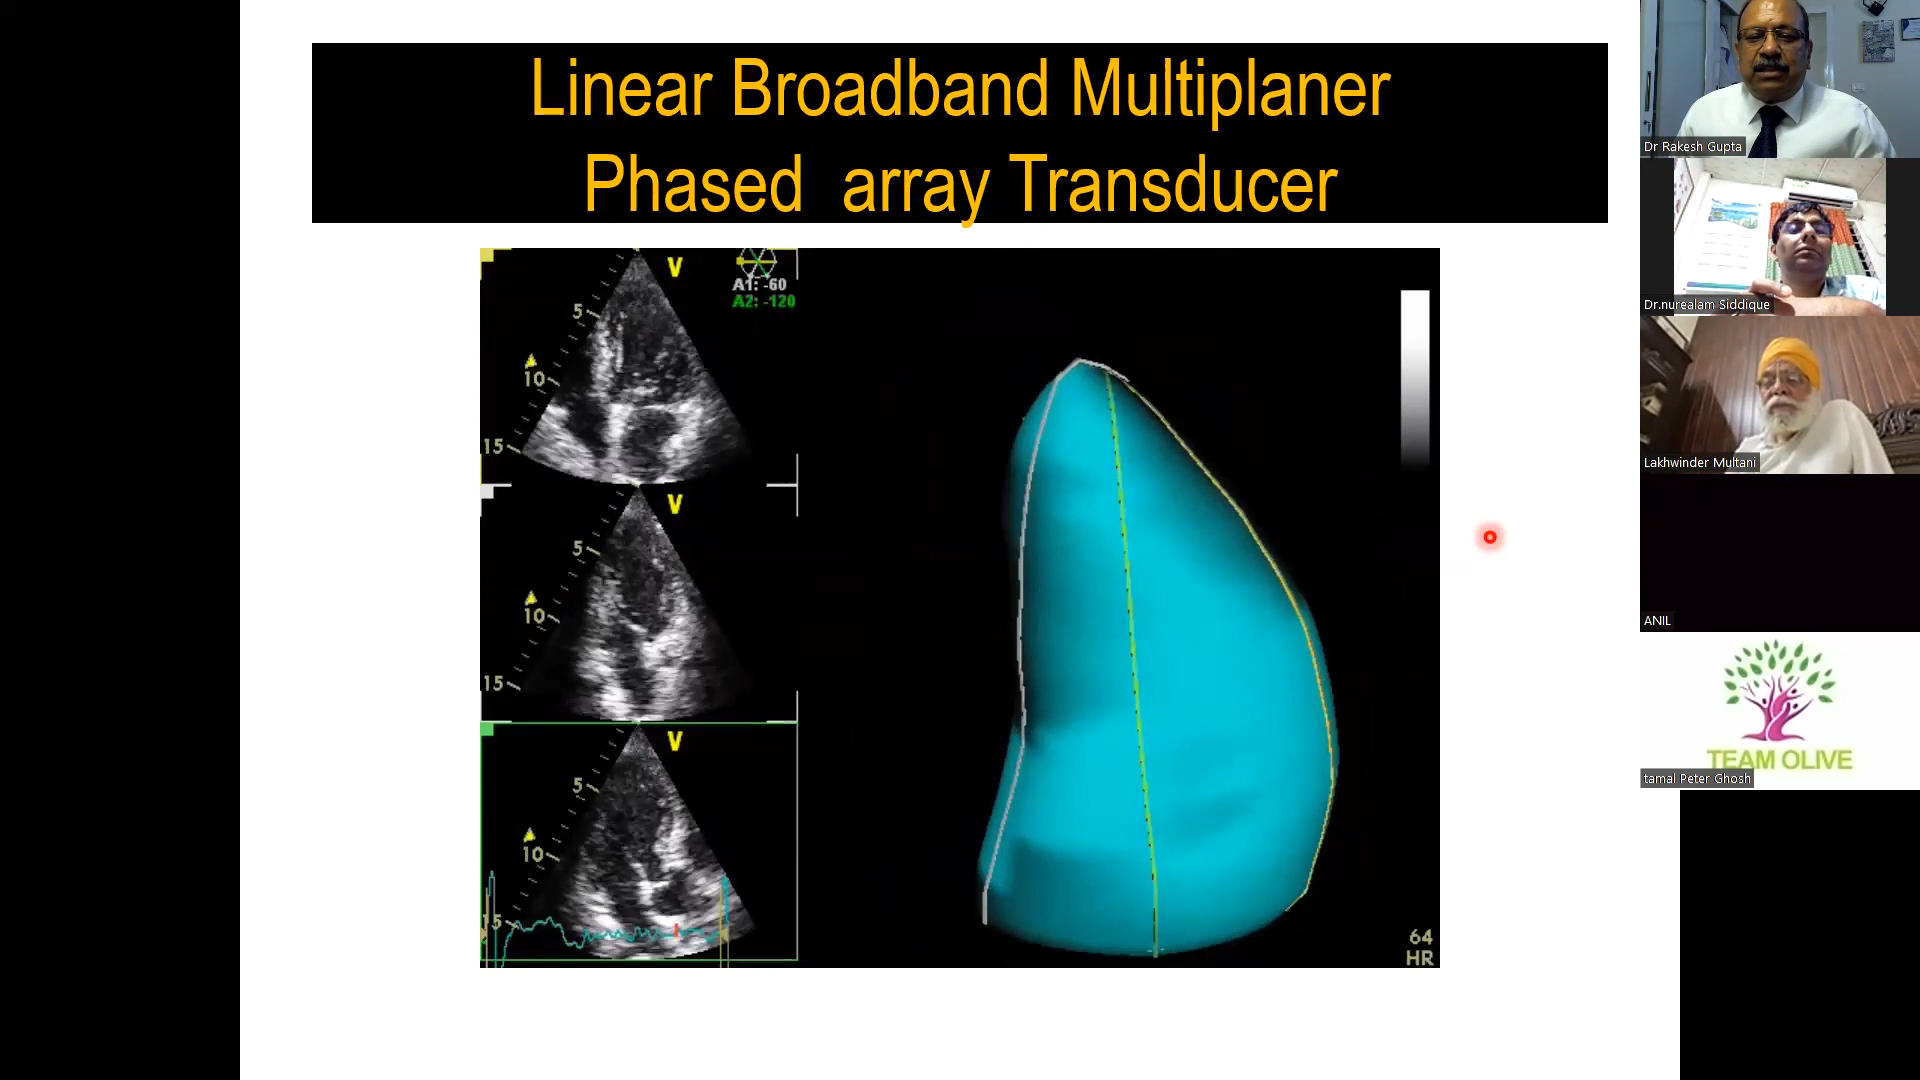 Linear Broadband Multiplaner
Phased array Transducer
V
A1: -60
A2: -120
5
10
15
V
5
10
15
V
5
10
15
64
HR
Dr Rakesh Gupta
Dr.nurealam Siddique
Lakhwinder Multani
ANIL
TEAM OLIVE
tamal Peter Ghosh